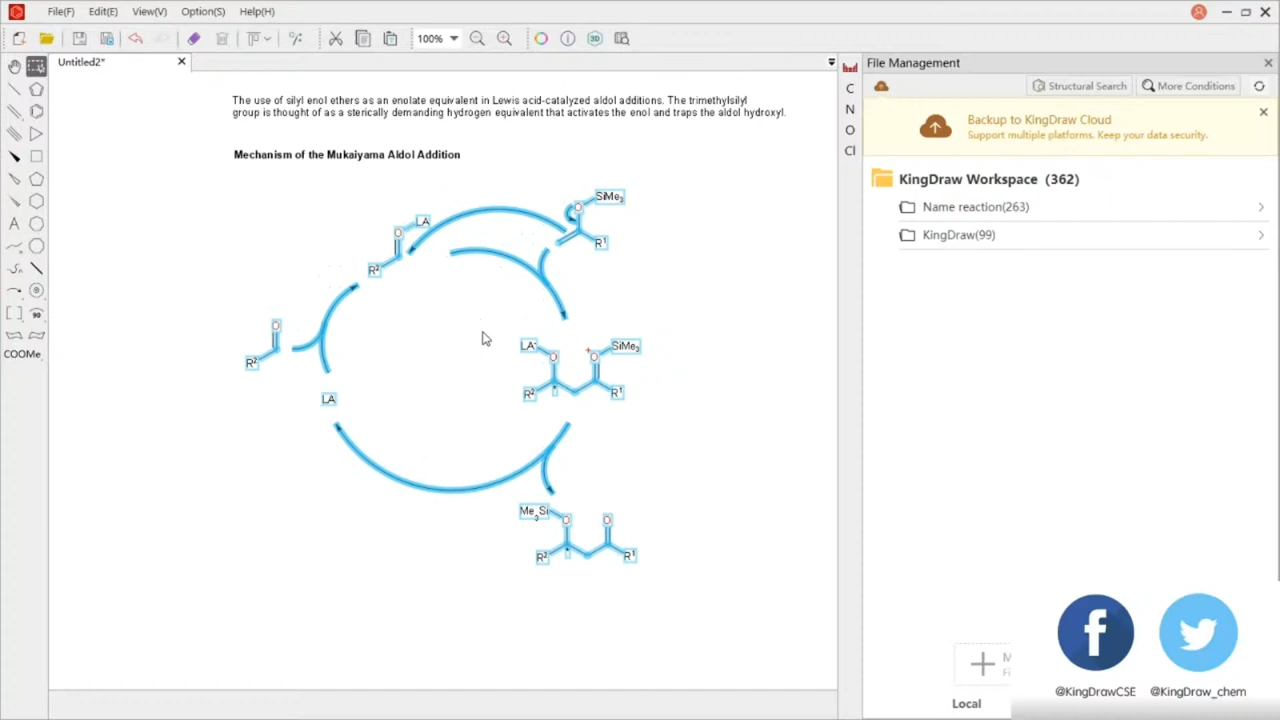 File(F) Edit(E) View(V) Option(S) Help(H)
100%
3D
Untitled2*
File Management
Structural Search More Conditions
C
N
O
Cl
Backup to KingDraw Cloud
Support multiple platforms. Keep your data security.
KingDraw Workspace (362)
Name reaction(263)
KingDraw(99)
A
90
COOMe
The use of silyl enol ethers as an enolate equivalent in Lewis acid-catalyzed aldol additions. The trimethylsilyl
group is thought of as a sterically demanding hydrogen equivalent that activates the enol and traps the aldol hydroxyl.
Mechanism of the Mukaiyama Aldol Addition
SiMe₃
O
R¹
LA
O
R²
O
R²
LA
LA⁻ SiMe₃
O + O
R² R¹
Me₃Si
O O
R² R¹
M
Fi
Local
f
@KingDrawCSE @KingDraw_chem